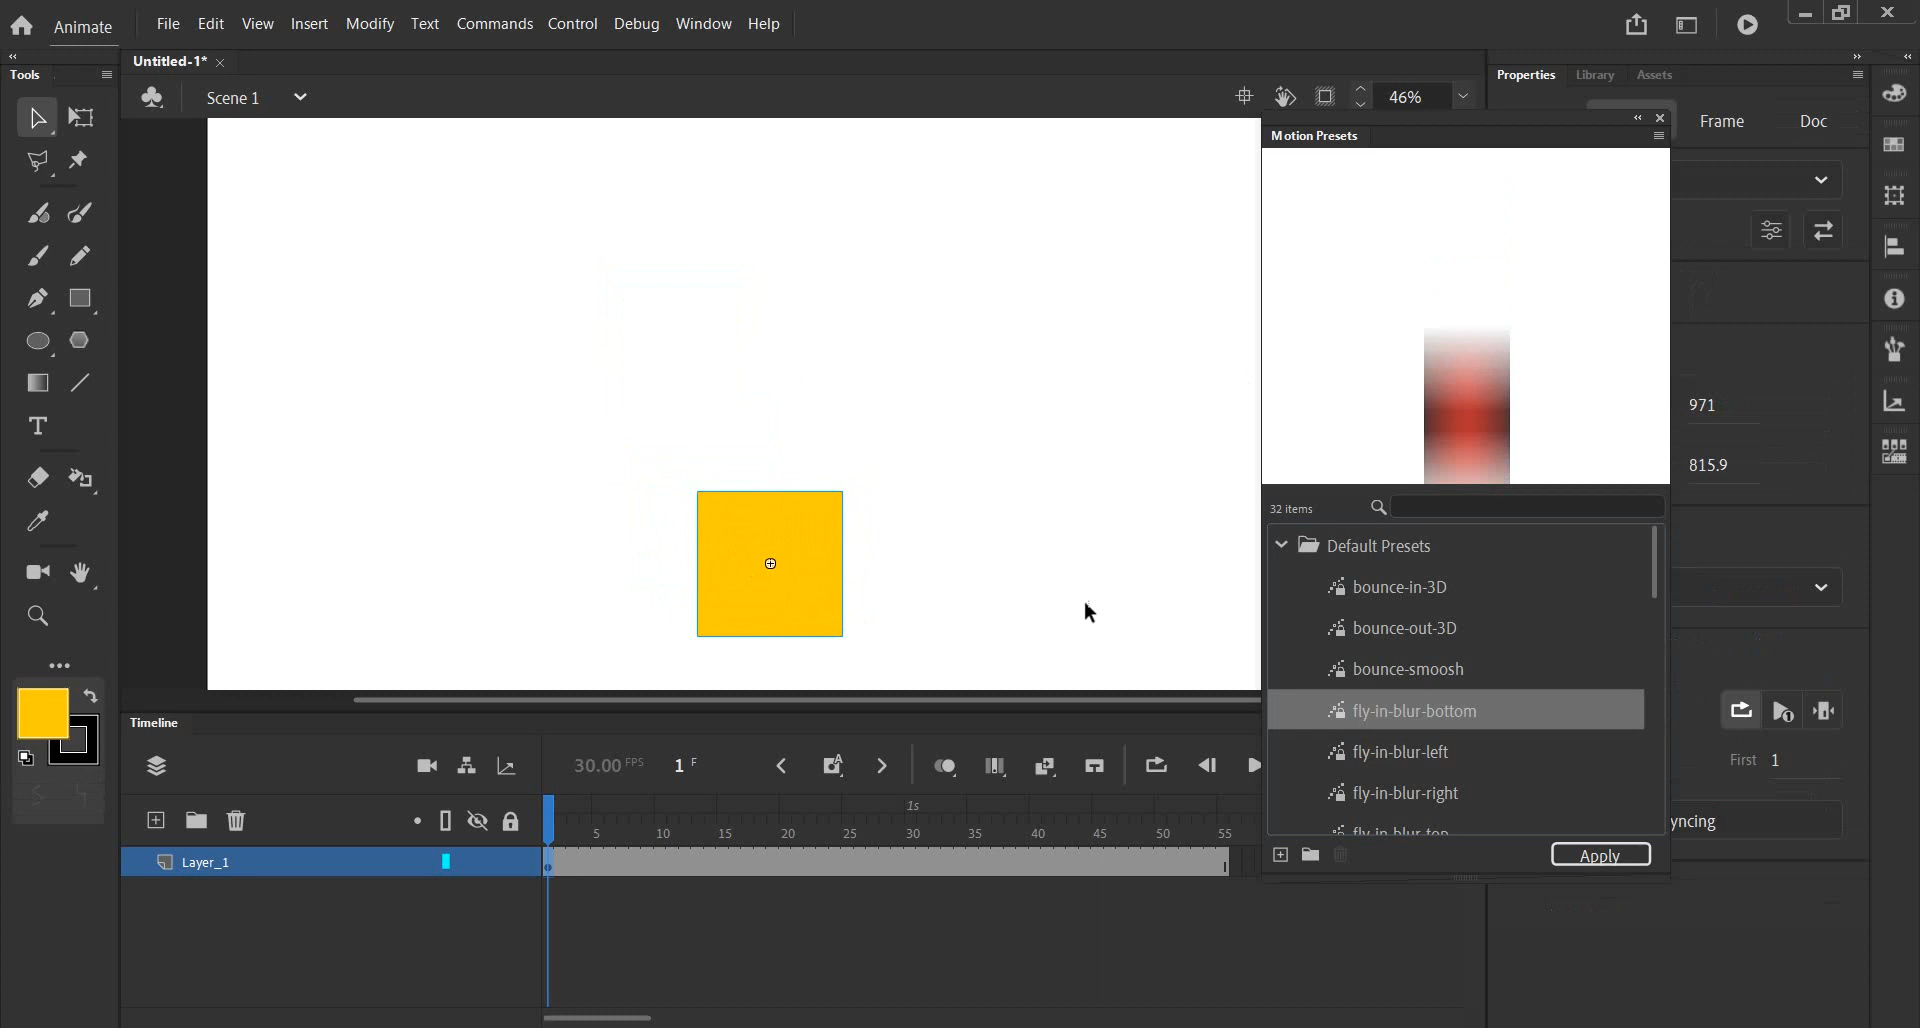 Animate File Edit View Insert Modify Text Commands Control Debug Window Help
Tools
Untitled-1*
Properties Library Assets
Scene 1
46%
Frame Doc
Motion Presets
971
815.9
32 items
Default Presets
bounce-in-3D
bounce-out-3D
bounce-smoosh
fly-in-blur-bottom
fly-in-blur-left
fly-in-blur-right
fly-in-blur-top
Timeline
30.00 FPS 1 F
First 1
1s
5 10 15 20 25 30 35 40 45 50 55
yncing
Layer_1
Apply